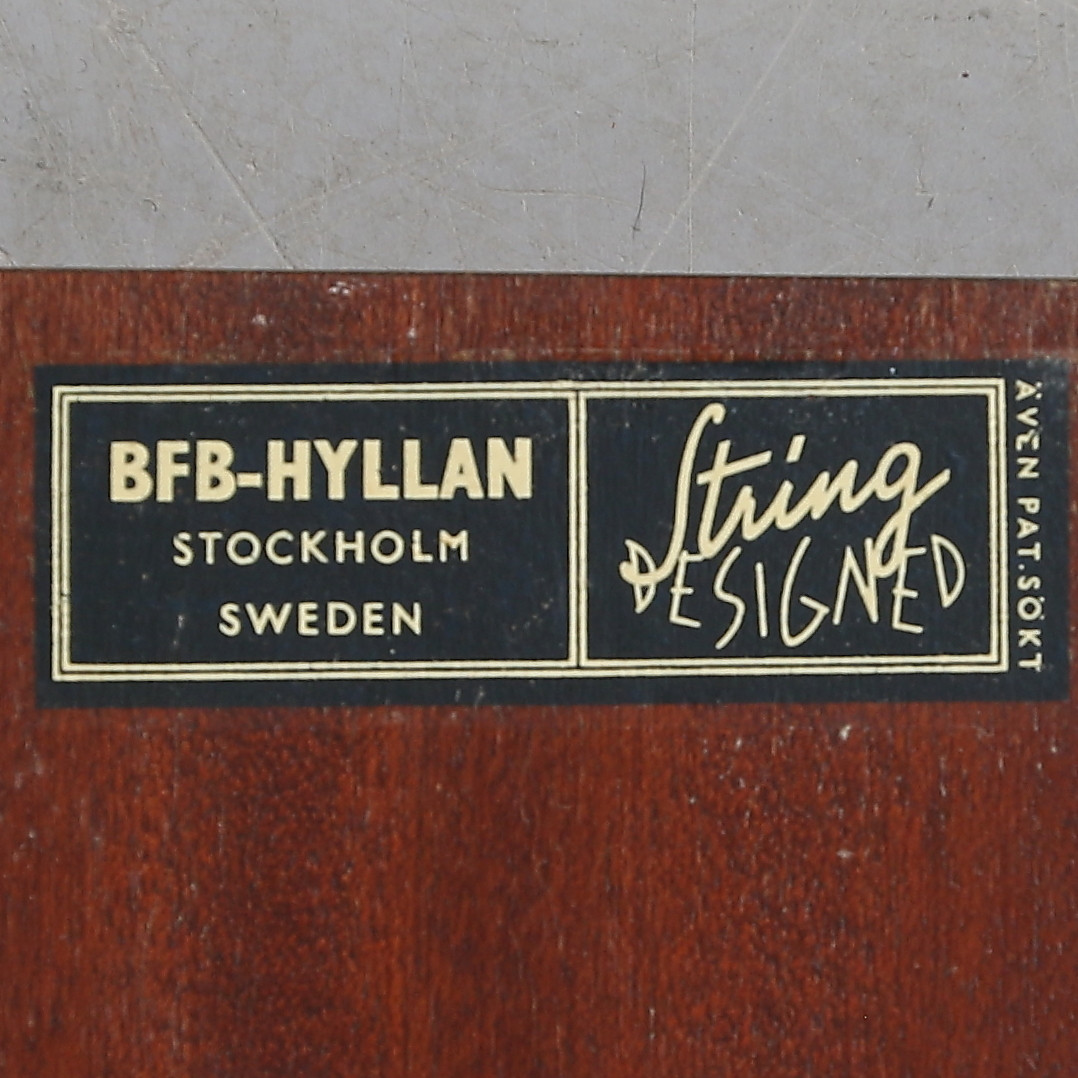 BFB-HYLLAN
STOCKHOLM
SWEDEN
String
DESIGNED
ÄVEN PAT. SÖKT